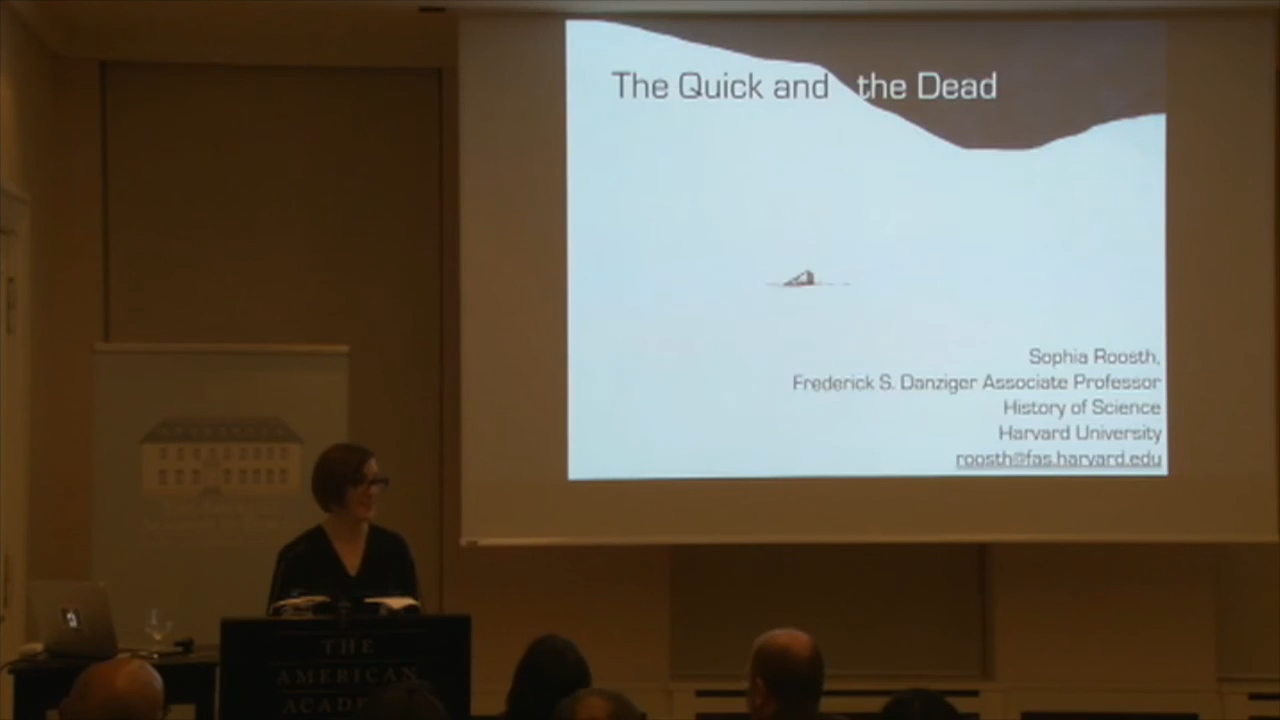 The Quick and the Dead
Sophia Roosth,
Frederick S. Danziger Associate Professor
History of Science
Harvard University
roosth@fas.harvard.edu
THE
AMERICAN